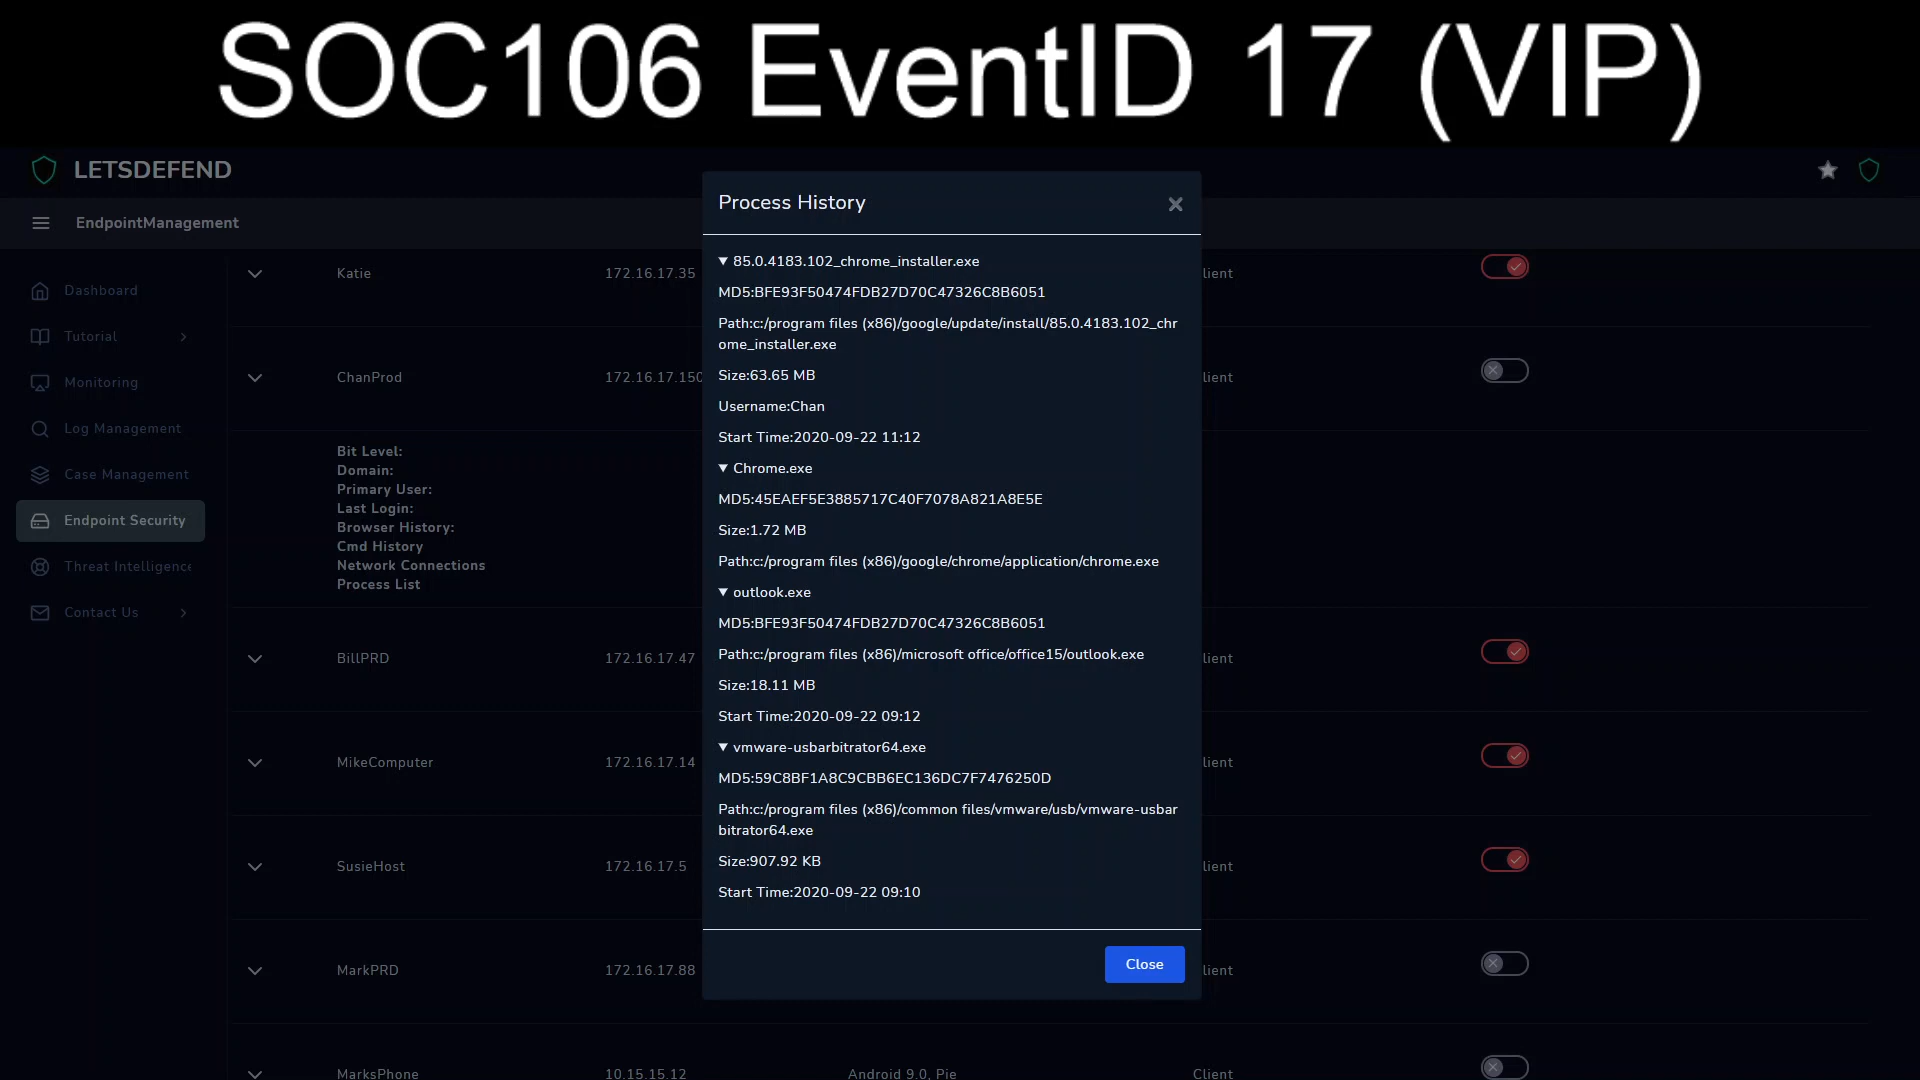 SOC106 EventID 17 (VIP)
LETSDEFEND
EndpointManagement
Dashboard
Tutorial
Monitoring
Log Management
Case Management
Endpoint Security
Threat Intelligence
Contact Us
Katie 172.16.17.35 lient
ChanProd 172.16.17.150 lient
Bit Level:
Domain:
Primary User:
Last Login:
Browser History:
Cmd History
Network Connections
Process List
BillPRD 172.16.17.47 lient
MikeComputer 172.16.17.14 lient
SusieHost 172.16.17.5 lient
MarkPRD 172.16.17.88 lient
MarksPhone 10.15.15.12 Android 9.0, Pie Client
Process History
85.0.4183.102_chrome_installer.exe
MD5:BFE93F50474FDB27D70C47326C8B6051
Path:c:/program files (x86)/google/update/install/85.0.4183.102_chr
ome_installer.exe
Size:63.65 MB
Username:Chan
Start Time:2020-09-22 11:12
Chrome.exe
MD5:45EAEF5E3885717C40F7078A821A8E5E
Size:1.72 MB
Path:c:/program files (x86)/google/chrome/application/chrome.exe
outlook.exe
MD5:BFE93F50474FDB27D70C47326C8B6051
Path:c:/program files (x86)/microsoft office/office15/outlook.exe
Size:18.11 MB
Start Time:2020-09-22 09:12
vmware-usbarbitrator64.exe
MD5:59C8BF1A8C9CBB6EC136DC7F7476250D
Path:c:/program files (x86)/common files/vmware/usb/vmware-usbar
bitrator64.exe
Size:907.92 KB
Start Time:2020-09-22 09:10
Close